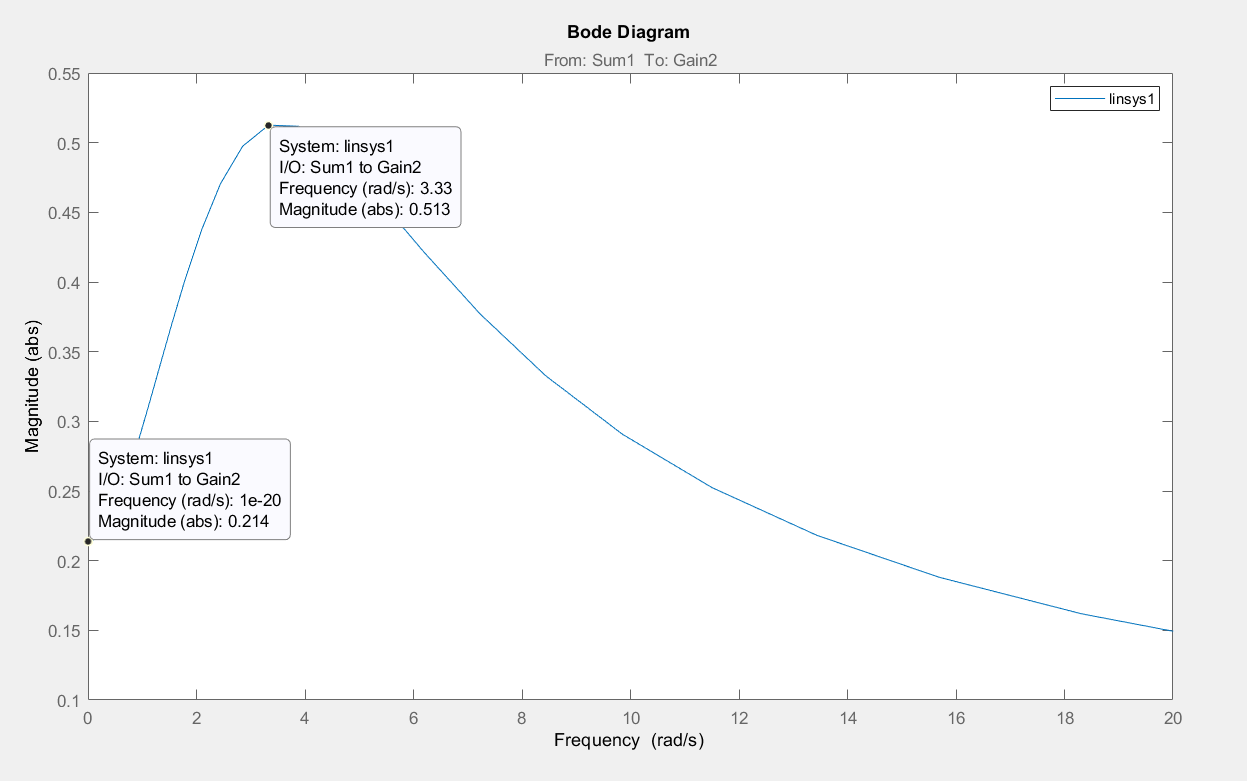 Bode Diagram
From: Sum1 To: Gain2
linsys1
System: linsys1
I/O: Sum1 to Gain2
Frequency (rad/s): 3.33
Magnitude (abs): 0.513
System: linsys1
I/O: Sum1 to Gain2
Frequency (rad/s): 1e-20
Magnitude (abs): 0.214
Magnitude (abs)
0.55
0.5
0.45
0.4
0.35
0.3
0.25
0.2
0.15
0.1
0 2 4 6 8 10 12 14 16 18 20
Frequency (rad/s)